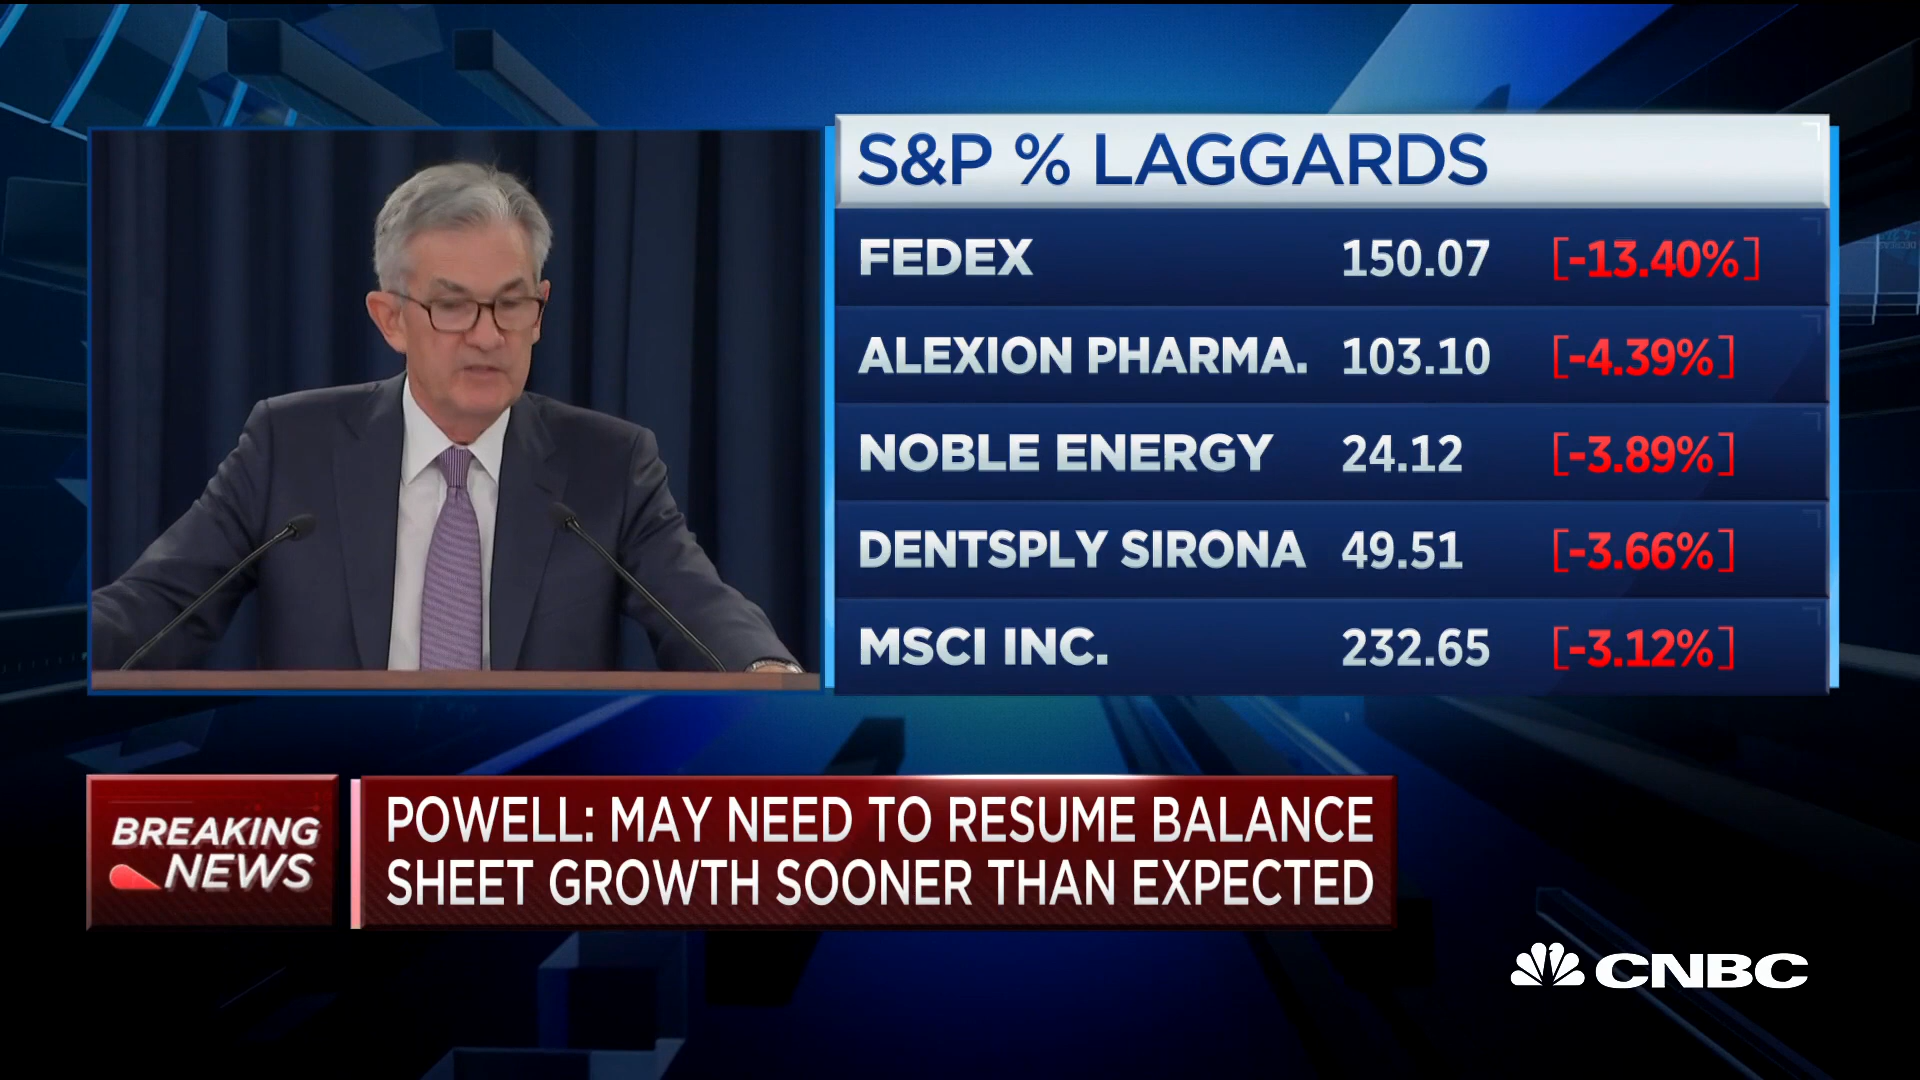 S&P % LAGGARDS
FEDEX 150.07 [-13.40%]
ALEXION PHARMA. 103.10 [-4.39%]
NOBLE ENERGY 24.12 [-3.89%]
DENTSPLY SIRONA 49.51 [-3.66%]
MSCI INC. 232.65 [-3.12%]
BREAKING
NEWS
POWELL: MAY NEED TO RESUME BALANCE
SHEET GROWTH SOONER THAN EXPECTED
CNBC